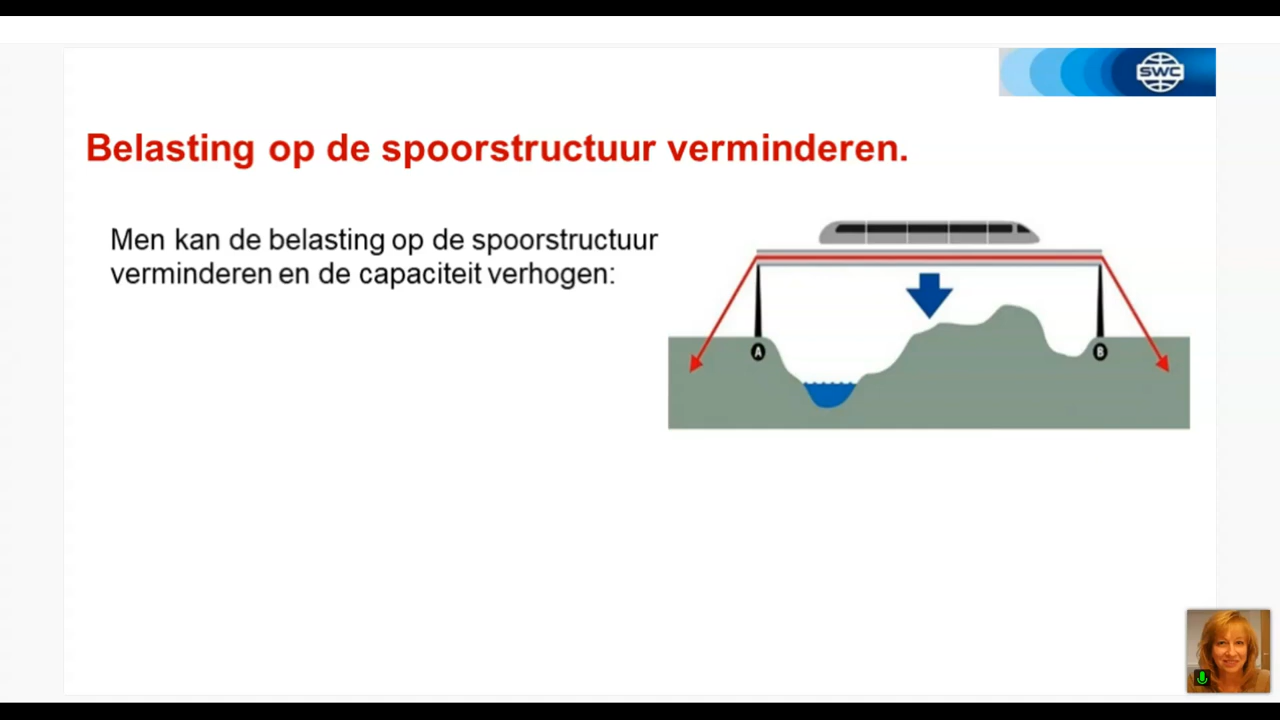 SWC
Belasting op de spoorstructuur verminderen.
Men kan de belasting op de spoorstructuur
verminderen en de capaciteit verhogen:
A
B